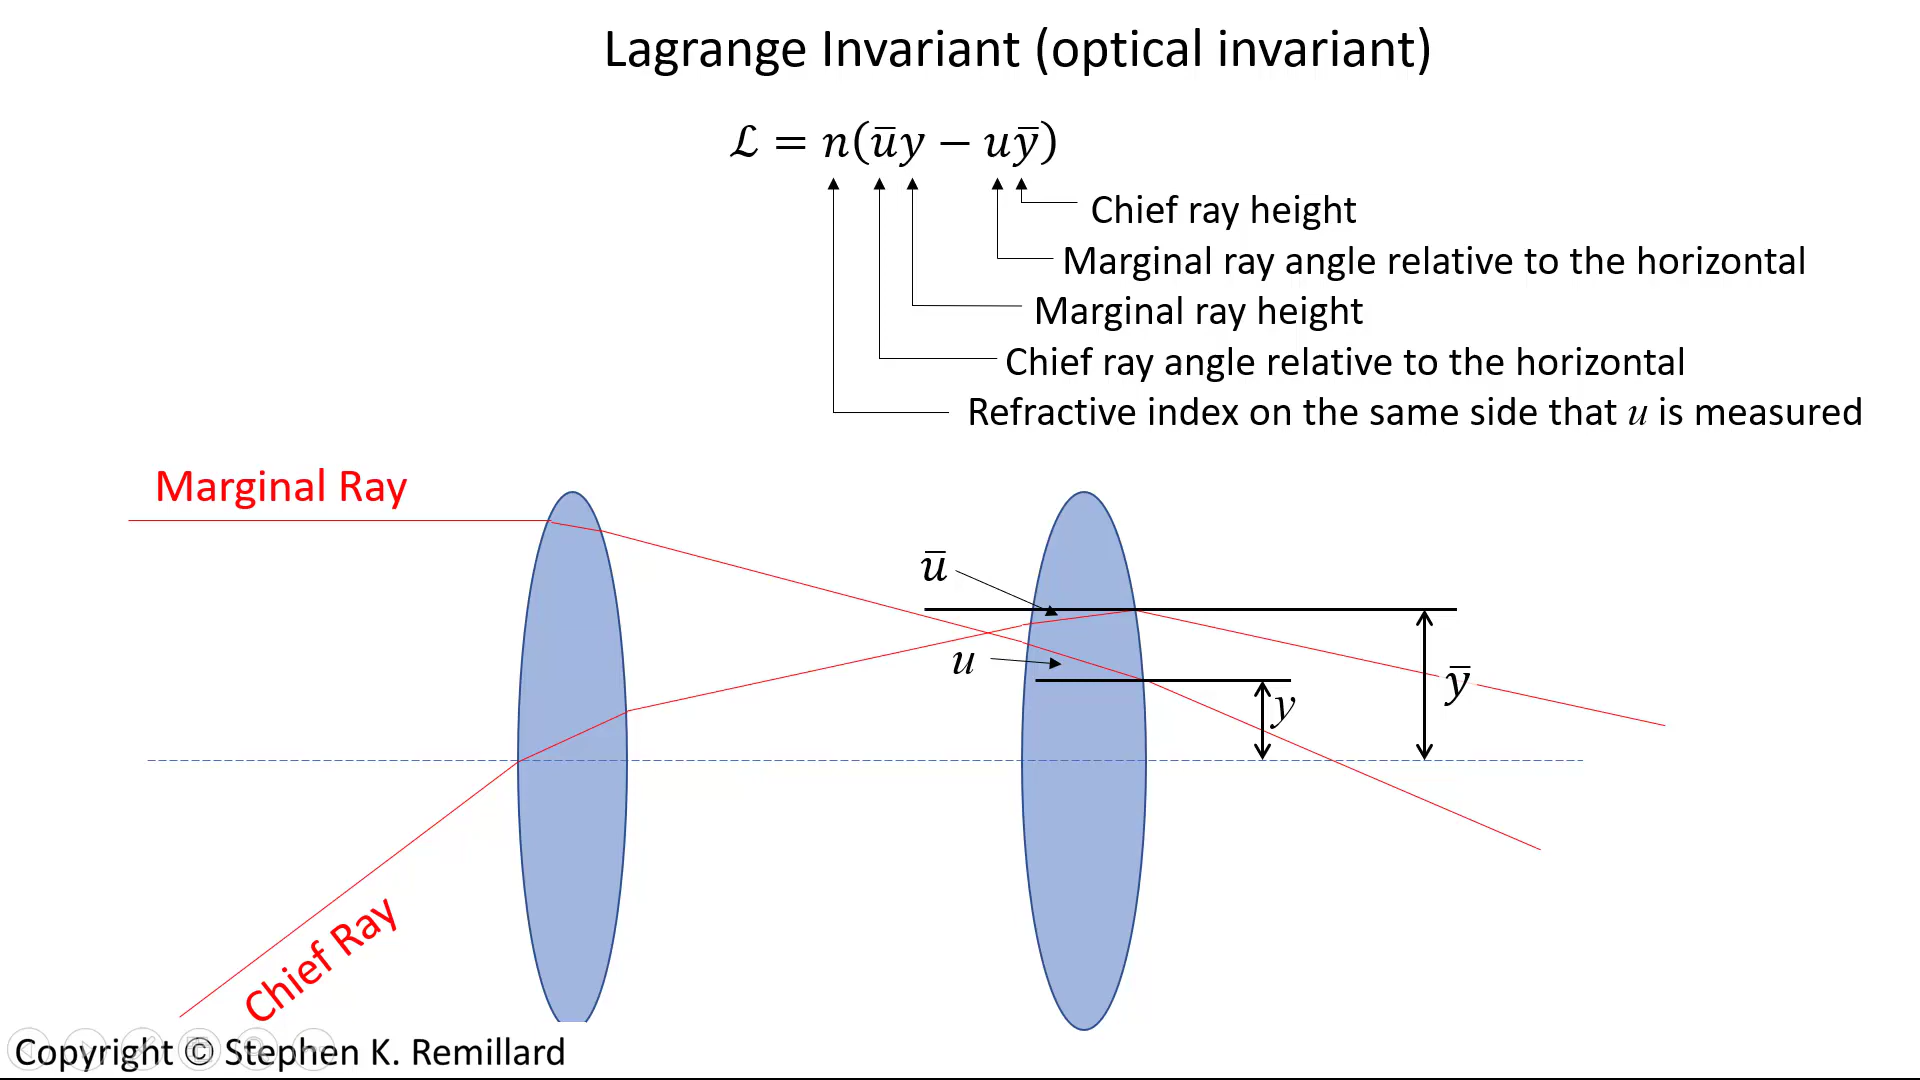 Lagrange Invariant (optical invariant)
ℒ = n(u̅y − uy̅)
Chief ray height
Marginal ray angle relative to the horizontal
Marginal ray height
Chief ray angle relative to the horizontal
Refractive index on the same side that u is measured
Marginal Ray
u̅
u
y
y̅
Chief Ray
Copyright © Stephen K. Remillard